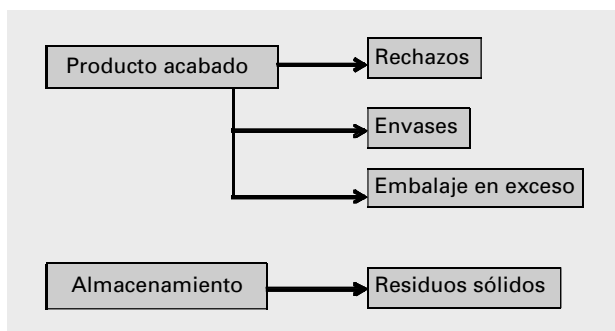 Producto acabado
Rechazos
Envases
Embalaje en exceso
Almacenamiento
Residuos sólidos